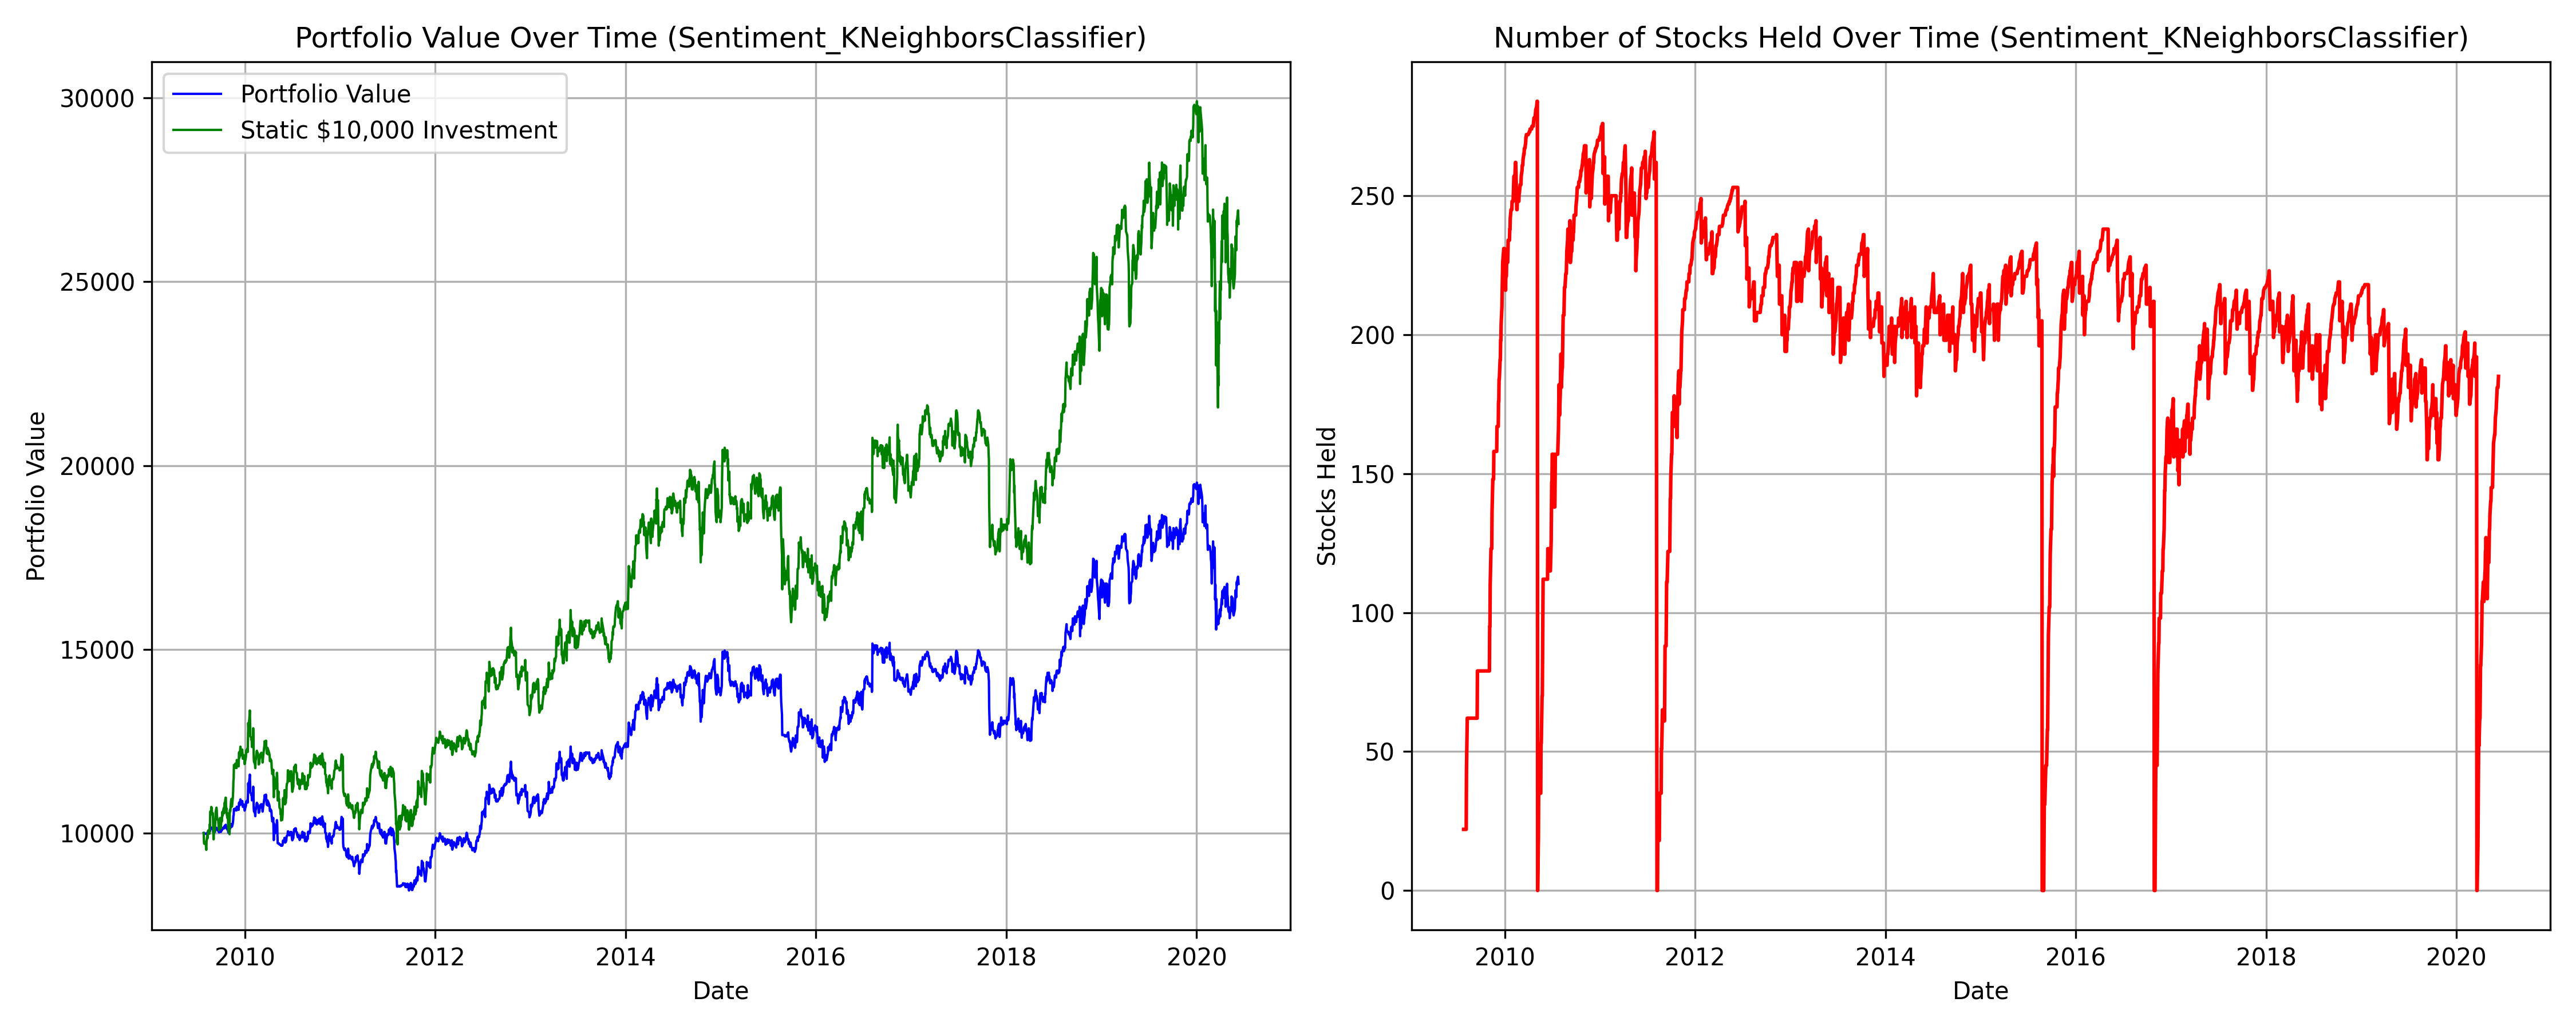 Portfolio Value Over Time (Sentiment_KNeighborsClassifier)
Portfolio Value
Static $10,000 Investment
30000
25000
20000
15000
10000
Portfolio Value
2010 2012 2014 2016 2018 2020
Date
Number of Stocks Held Over Time (Sentiment_KNeighborsClassifier)
250
200
150
100
50
0
Stocks Held
2010 2012 2014 2016 2018 2020
Date